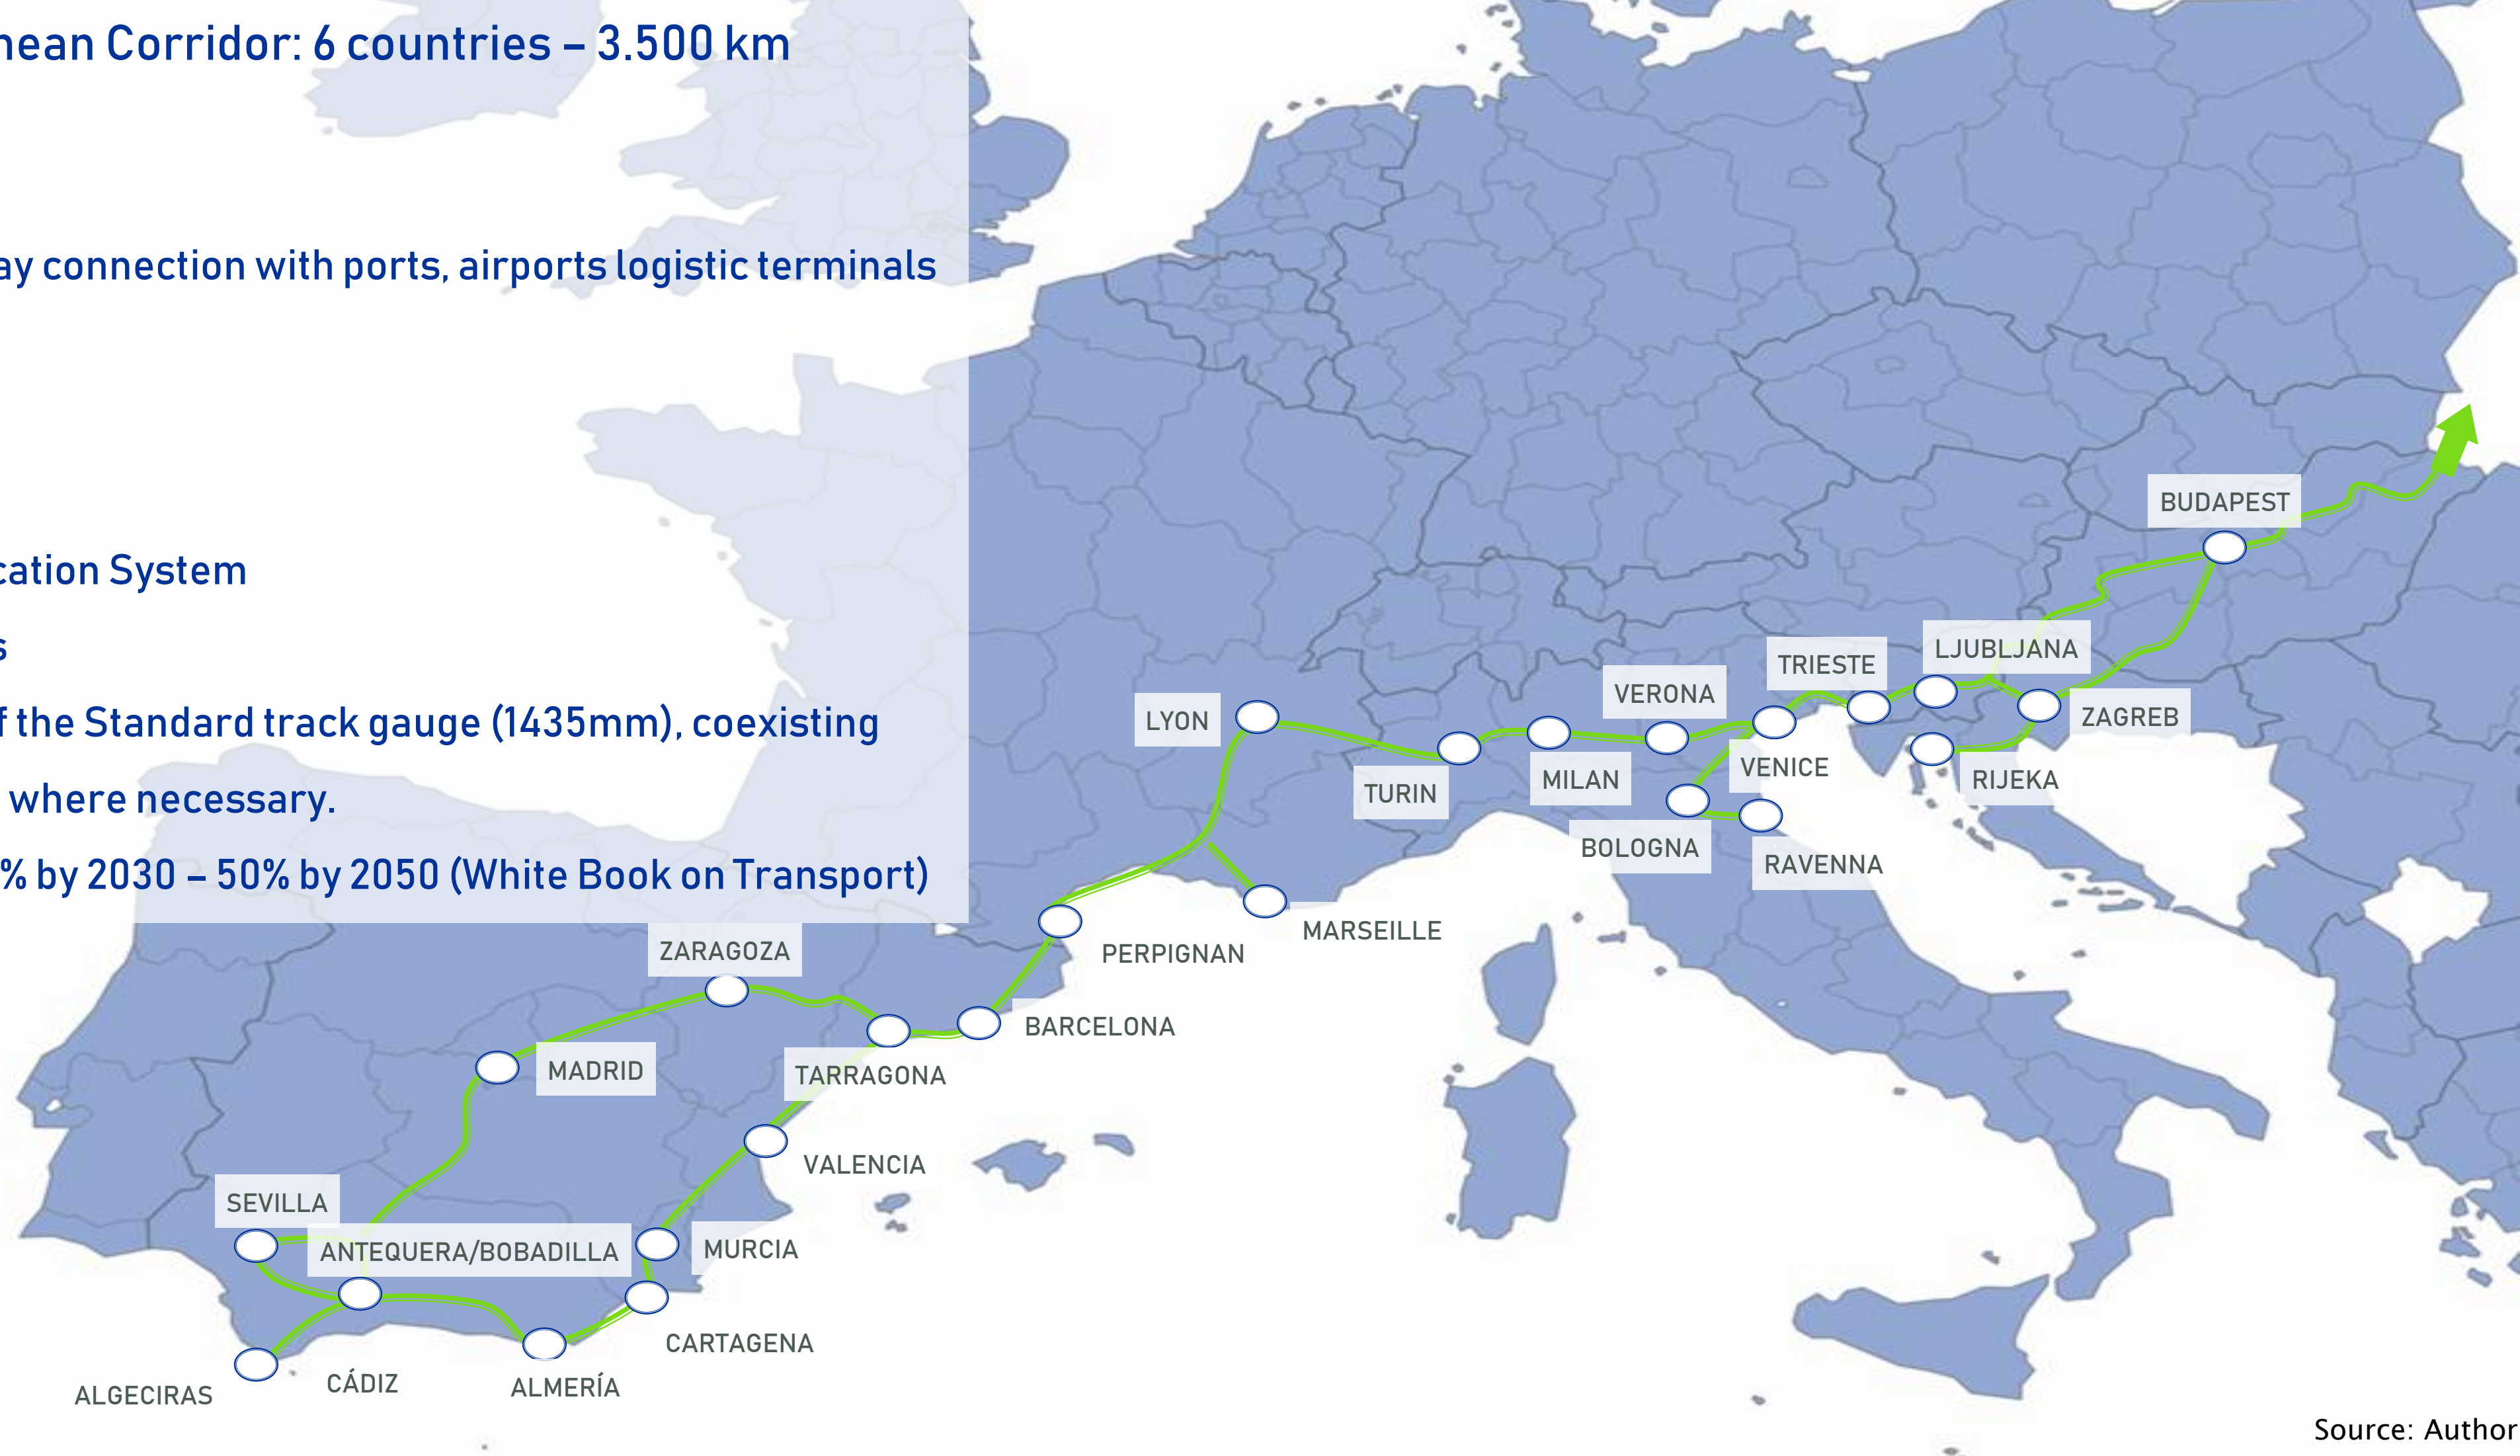 nean Corridor: 6 countries – 3.500 km
ay connection with ports, airports logistic terminals
cation System
s
f the Standard track gauge (1435mm), coexisting
where necessary.
% by 2030 – 50% by 2050 (White Book on Transport)
BUDAPEST
LJUBLJANA
TRIESTE
VERONA
LYON
ZAGREB
VENICE
TURIN
MILAN
RIJEKA
BOLOGNA
RAVENNA
MARSEILLE
PERPIGNAN
ZARAGOZA
BARCELONA
MADRID
TARRAGONA
VALENCIA
SEVILLA
ANTEQUERA/BOBADILLA
MURCIA
CARTAGENA
CÁDIZ
ALMERÍA
ALGECIRAS
Source: Author